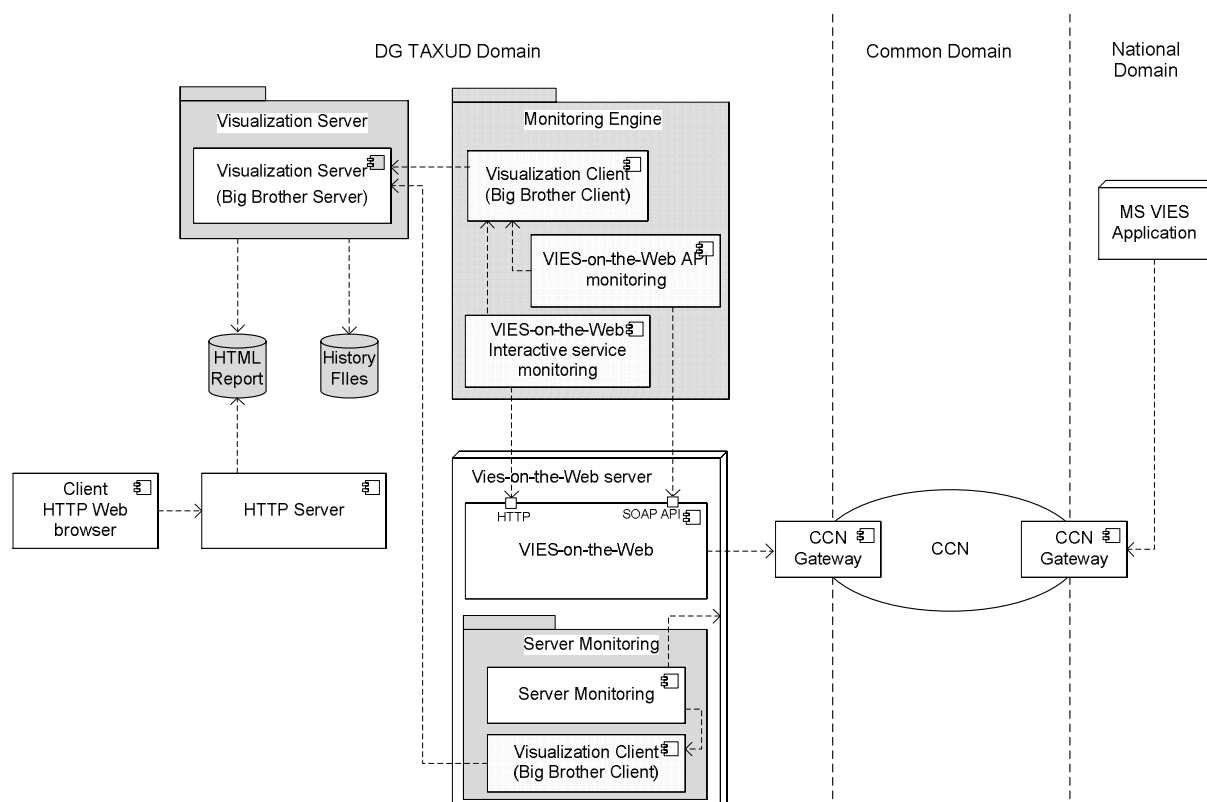 DG TAXUD Domain
Common Domain
National
Domain
Visualization Server
Visualization Server
(Big Brother Server)
Monitoring Engine
Visualization Client
(Big Brother Client)
VIES-on-the-Web API
monitoring
VIES-on-the-Web
Interactive service
monitoring
MS VIES
Application
HTML
Report
History
FIles
Client
HTTP Web
browser
HTTP Server
Vies-on-the-Web server
HTTP
SOAP API
VIES-on-the-Web
CCN
Gateway
CCN
CCN
Gateway
Server Monitoring
Server Monitoring
Visualization Client
(Big Brother Client)